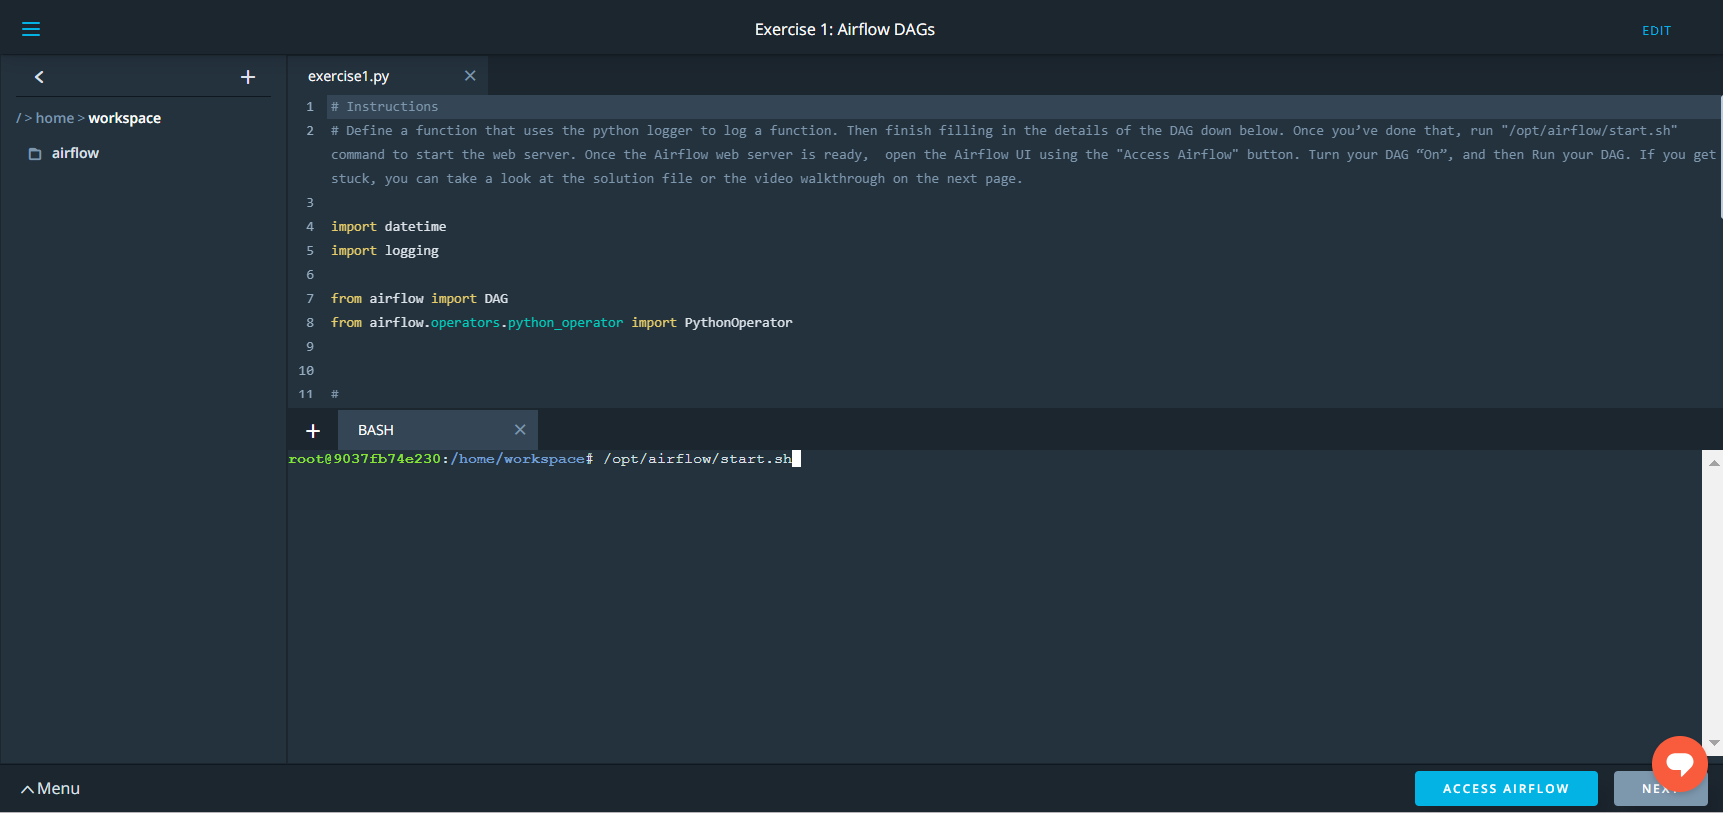 Exercise 1: Airflow DAGs
EDIT
/ > home > workspace
airflow
exercise1.py
1 # Instructions
2 # Define a function that uses the python logger to log a function. Then finish filling in the details of the DAG down below. Once you’ve done that, run "/opt/airflow/start.sh"
command to start the web server. Once the Airflow web server is ready,  open the Airflow UI using the "Access Airflow" button. Turn your DAG “On”, and then Run your DAG. If you get
stuck, you can take a look at the solution file or the video walkthrough on the next page.
3
4 import datetime
5 import logging
6
7 from airflow import DAG
8 from airflow.operators.python_operator import PythonOperator
9
10
11 #
BASH
root@9037fb74e230:/home/workspace# /opt/airflow/start.sh
Menu
ACCESS AIRFLOW
NEXT